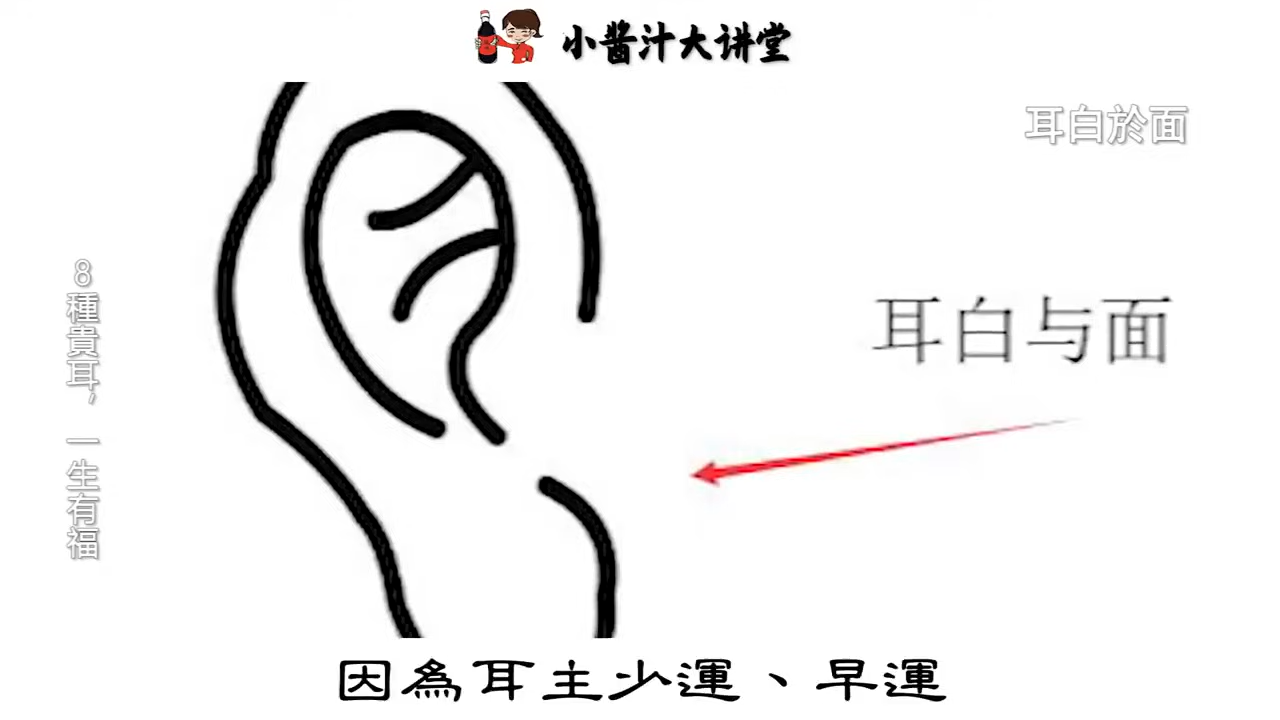 小酱汁大讲堂
耳白於面
8種貴耳,一生有福
耳白与面
因為耳主少運、早運